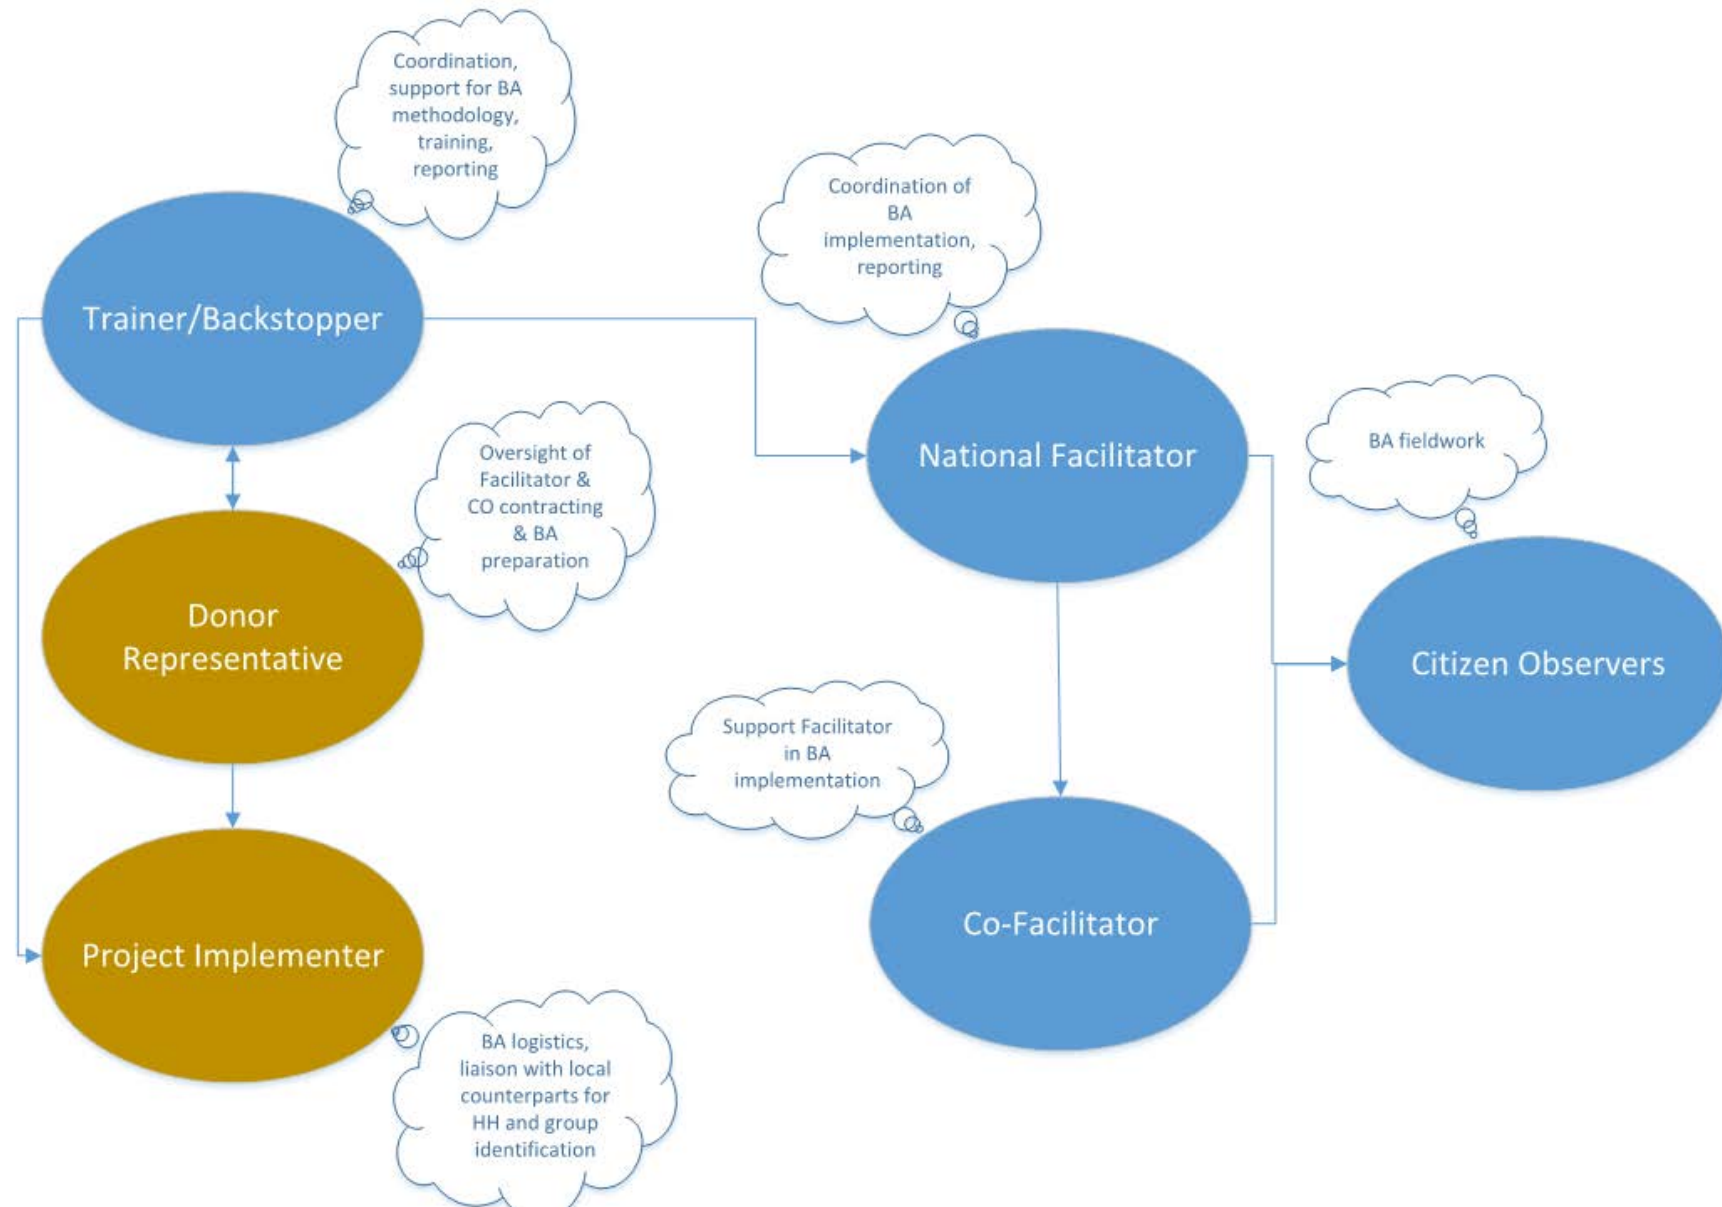 Coordination,
support for BA
methodology,
training,
reporting
Trainer/Backstopper
Coordination of
BA
implementation,
reporting
National Facilitator
BA fieldwork
Citizen Observers
Oversight of
Facilitator &
CO contracting
& BA
preparation
Donor
Representative
Support Facilitator
in BA
implementation
Co-Facilitator
Project Implementer
BA logistics,
liaison with local
counterparts for
HH and group
identification